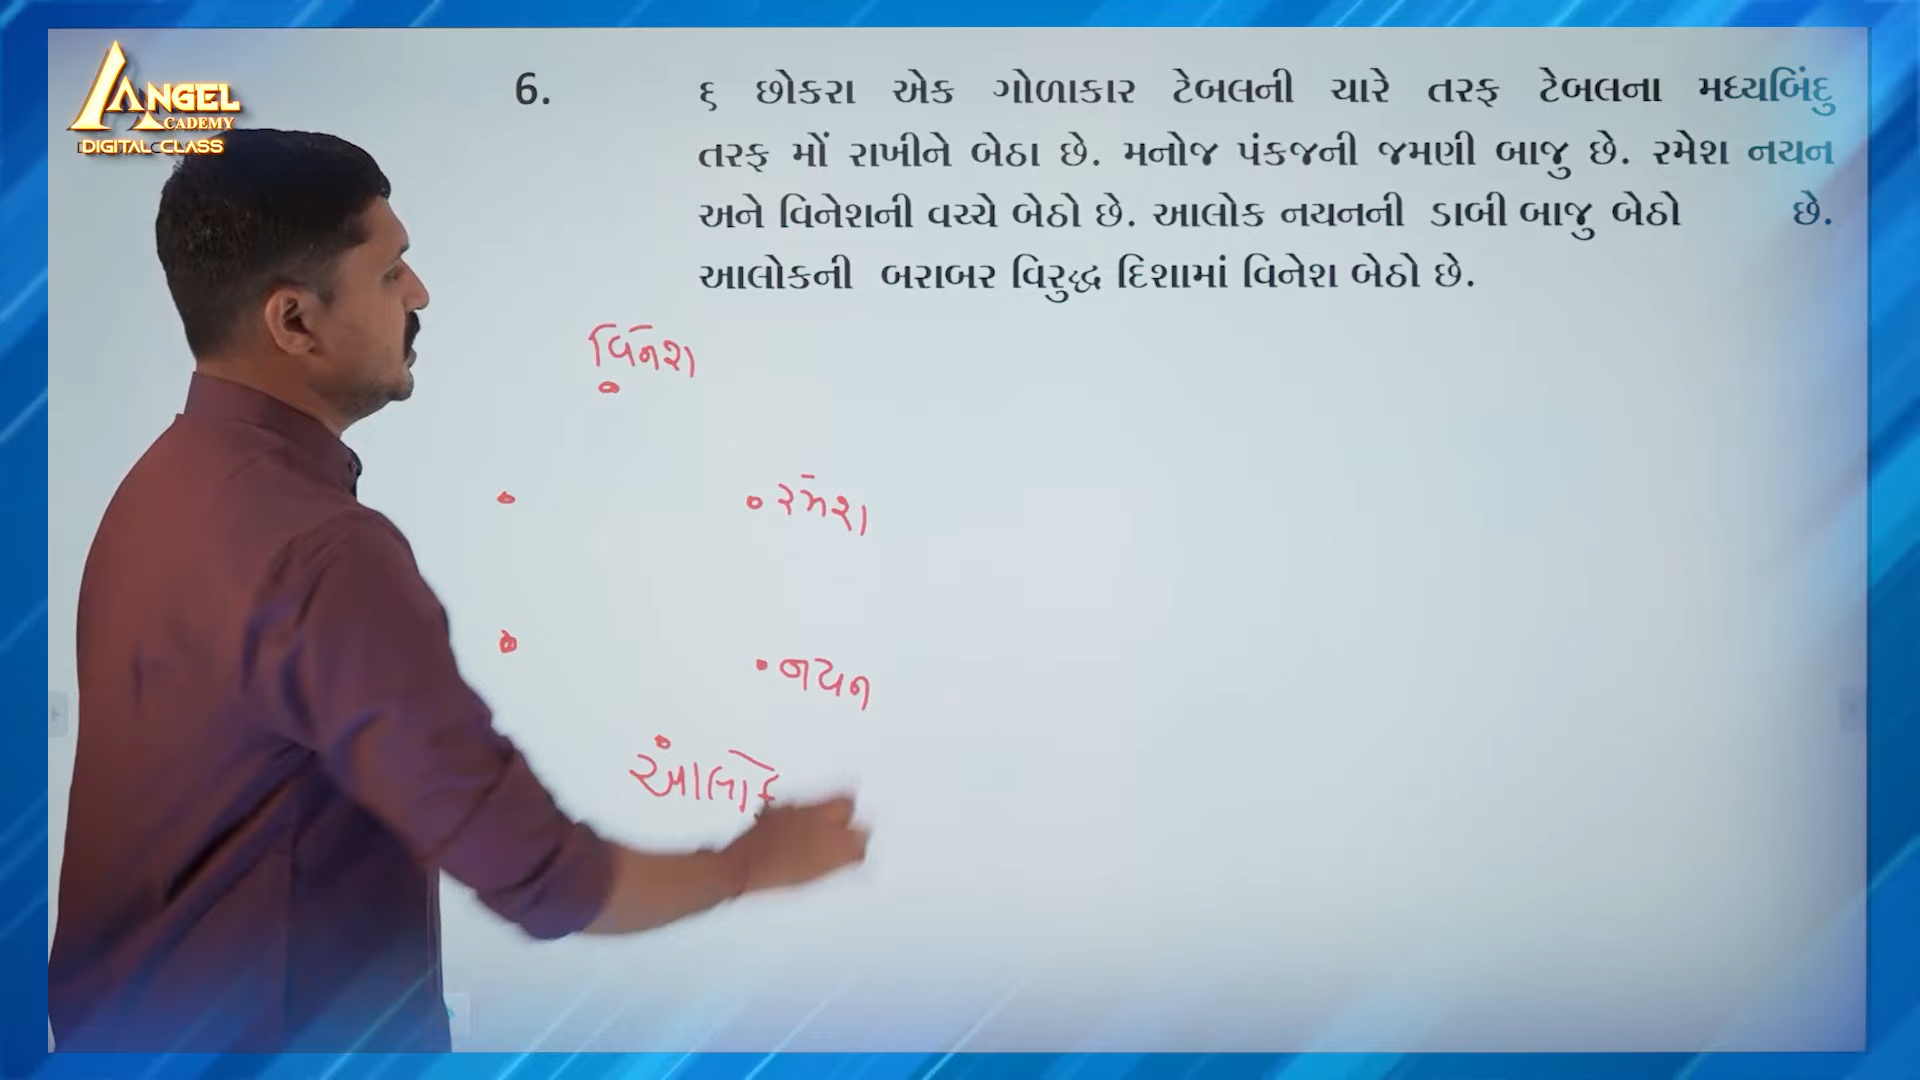 ANGEL
ACADEMY
DIGITAL CLASS
6. ૬ છોકરા એક ગોળાકાર ટેબલની ચારે તરફ ટેબલના મધ્યબિંદુ
તરફ મોં રાખીને બેઠા છે. મનોજ પંકજની જમણી બાજુ છે. રમેશ નયન
અને વિનેશની વચ્ચે બેઠો છે. આલોક નયનની ડાબી બાજુ બેઠો છે.
આલોકની બરાબર વિરુદ્ધ દિશામાં વિનેશ બેઠો છે.
વિનેશ
રમેશ
નયન
આલોક